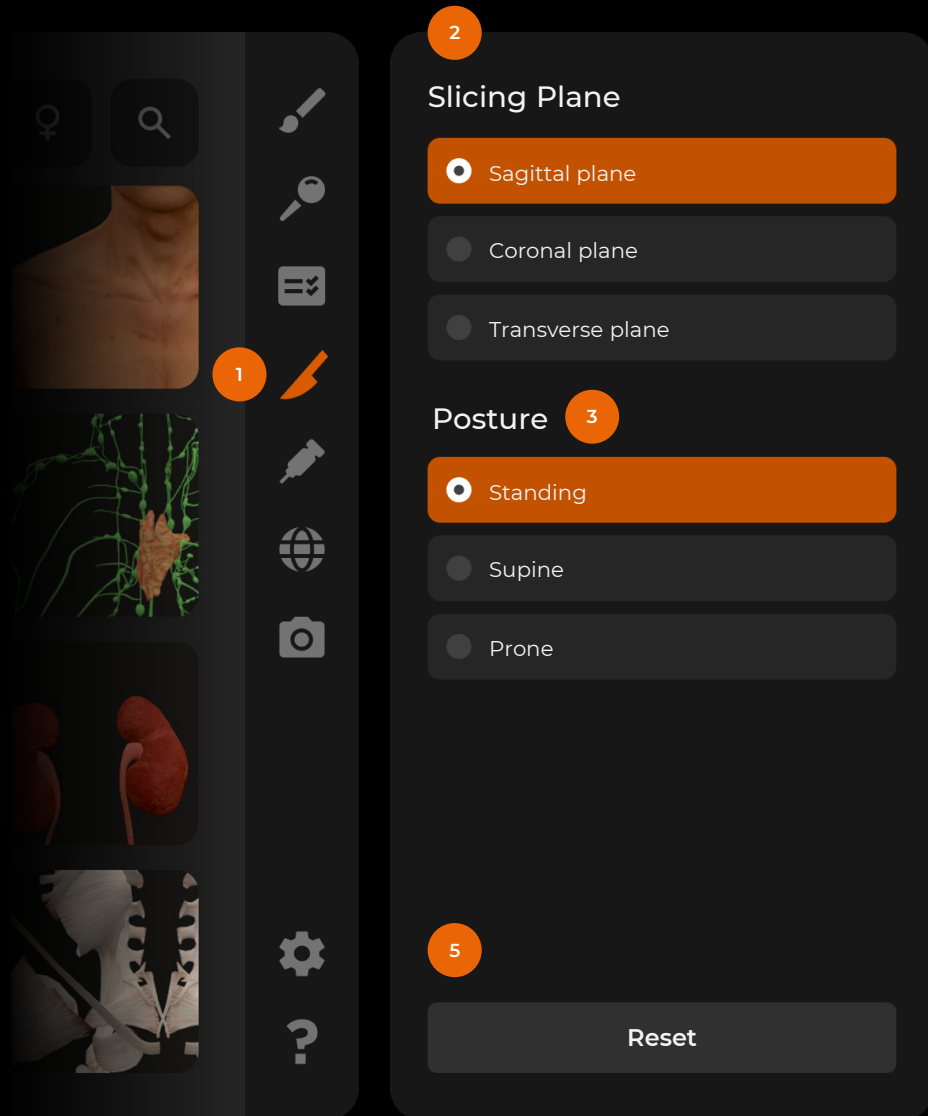 2
Slicing Plane
Sagittal plane
Coronal plane
Transverse plane
1
Posture 3
Standing
Supine
Prone
5
Reset
?